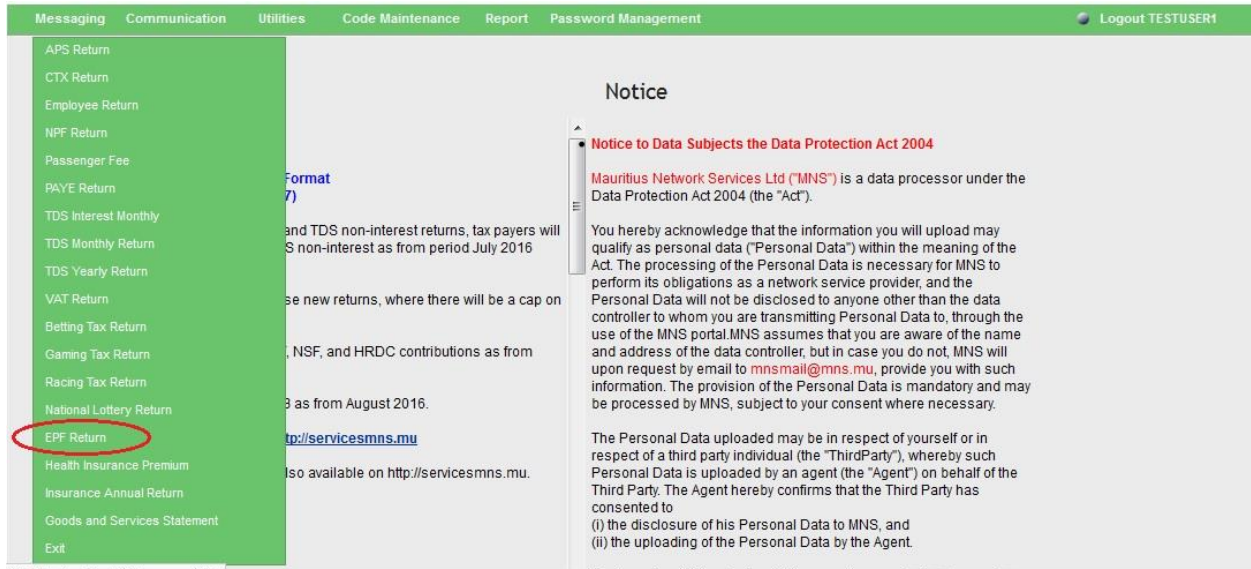 Messaging Communication Utilities Code Maintenance Report Password Management Logout TESTUSER1
APS Return
CTX Return
Employee Return
NPF Return
Passenger Fee
PAYE Return
TDS Interest Monthly
TDS Monthly Return
TDS Yearly Return
VAT Return
Betting Tax Return
Gaming Tax Return
Racing Tax Return
National Lottery Return
EPF Return
Health Insurance Premium
Insurance Annual Return
Goods and Services Statement
Exit
Notice
Format
7)
and TDS non-interest returns, tax payers will
S non-interest as from period July 2016
se new returns, where there will be a cap on
, NSF, and HRDC contributions as from
3 as from August 2016.
tp://servicesmns.mu
lso available on http://servicesmns.mu.
Notice to Data Subjects the Data Protection Act 2004
Mauritius Network Services Ltd ("MNS") is a data processor under the
Data Protection Act 2004 (the "Act").
You hereby acknowledge that the information you will upload may
qualify as personal data ("Personal Data") within the meaning of the
Act. The processing of the Personal Data is necessary for MNS to
perform its obligations as a network service provider, and the
Personal Data will not be disclosed to anyone other than the data
controller to whom you are transmitting Personal Data to, through the
use of the MNS portal.MNS assumes that you are aware of the name
and address of the data controller, but in case you do not, MNS will
upon request by email to mnsmail@mns.mu, provide you with such
information. The provision of the Personal Data is mandatory and may
be processed by MNS, subject to your consent where necessary.
The Personal Data uploaded may be in respect of yourself or in
respect of a third party individual (the "ThirdParty"), whereby such
Personal Data is uploaded by an agent (the "Agent") on behalf of the
Third Party. The Agent hereby confirms that the Third Party has
consented to
(i) the disclosure of his Personal Data to MNS, and
(ii) the uploading of the Personal Data by the Agent.